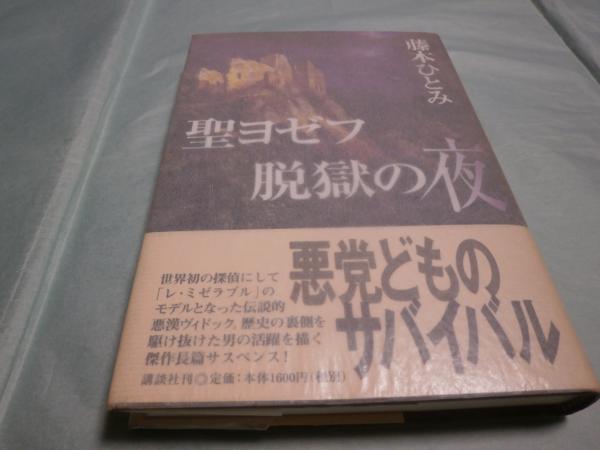 藤本ひとみ
聖ヨゼフ
脱獄の夜
悪党どもの
サバイバル
世界初の探偵にして
「レ・ミゼラブル」の
モデルとなった伝説的
悪漢ヴィドック。歴史の裏側を
駆け抜けた男の活躍を描く
傑作長篇サスペンス!
講談社刊◎定価:本体1600円(税別)